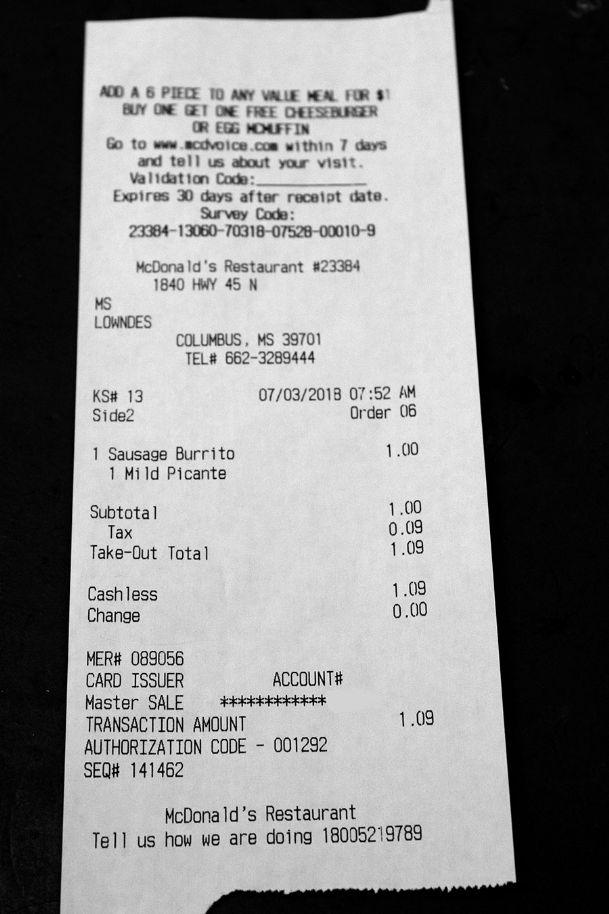 ADD A 6 PIECE TO ANY VALUE MEAL FOR $1
BUY ONE GET ONE FREE CHEESEBURGER
OR EGG MCMUFFIN
Go to www.mcdvoice.com within 7 days
and tell us about your visit.
Validation Code:____________
Expires 30 days after receipt date.
Survey Code:
23384-13060-70318-07528-00010-9
McDonald's Restaurant #23384
1840 HWY 45 N
MS
LOWNDES
COLUMBUS, MS 39701
TEL# 662-3289444
KS# 13 07/03/2018 07:52 AM
Side2 Order 06
1 Sausage Burrito 1.00
1 Mild Picante
Subtotal 1.00
Tax 0.09
Take-Out Total 1.09
Cashless 1.09
Change 0.00
MER# 089056
CARD ISSUER ACCOUNT#
Master SALE ************
TRANSACTION AMOUNT 1.09
AUTHORIZATION CODE - 001292
SEQ# 141462
McDonald's Restaurant
Tell us how we are doing 18005219789